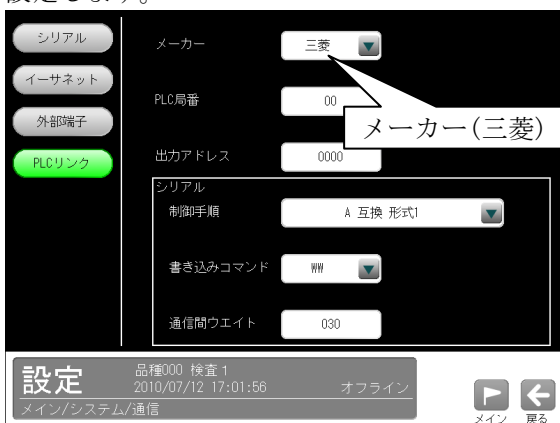 設定します。
シリアル
メーカー
三菱
イーサネット
PLC局番
00
外部端子
メーカー(三菱)
PLCリンク
出力アドレス
0000
シリアル
制御手順
A 互換 形式1
書き込みコマンド
WW
通信間ウエイト
030
設定
品種000 検査1
2010/07/12 17:01:56
オフライン
メイン/システム/通信
メイン
戻る